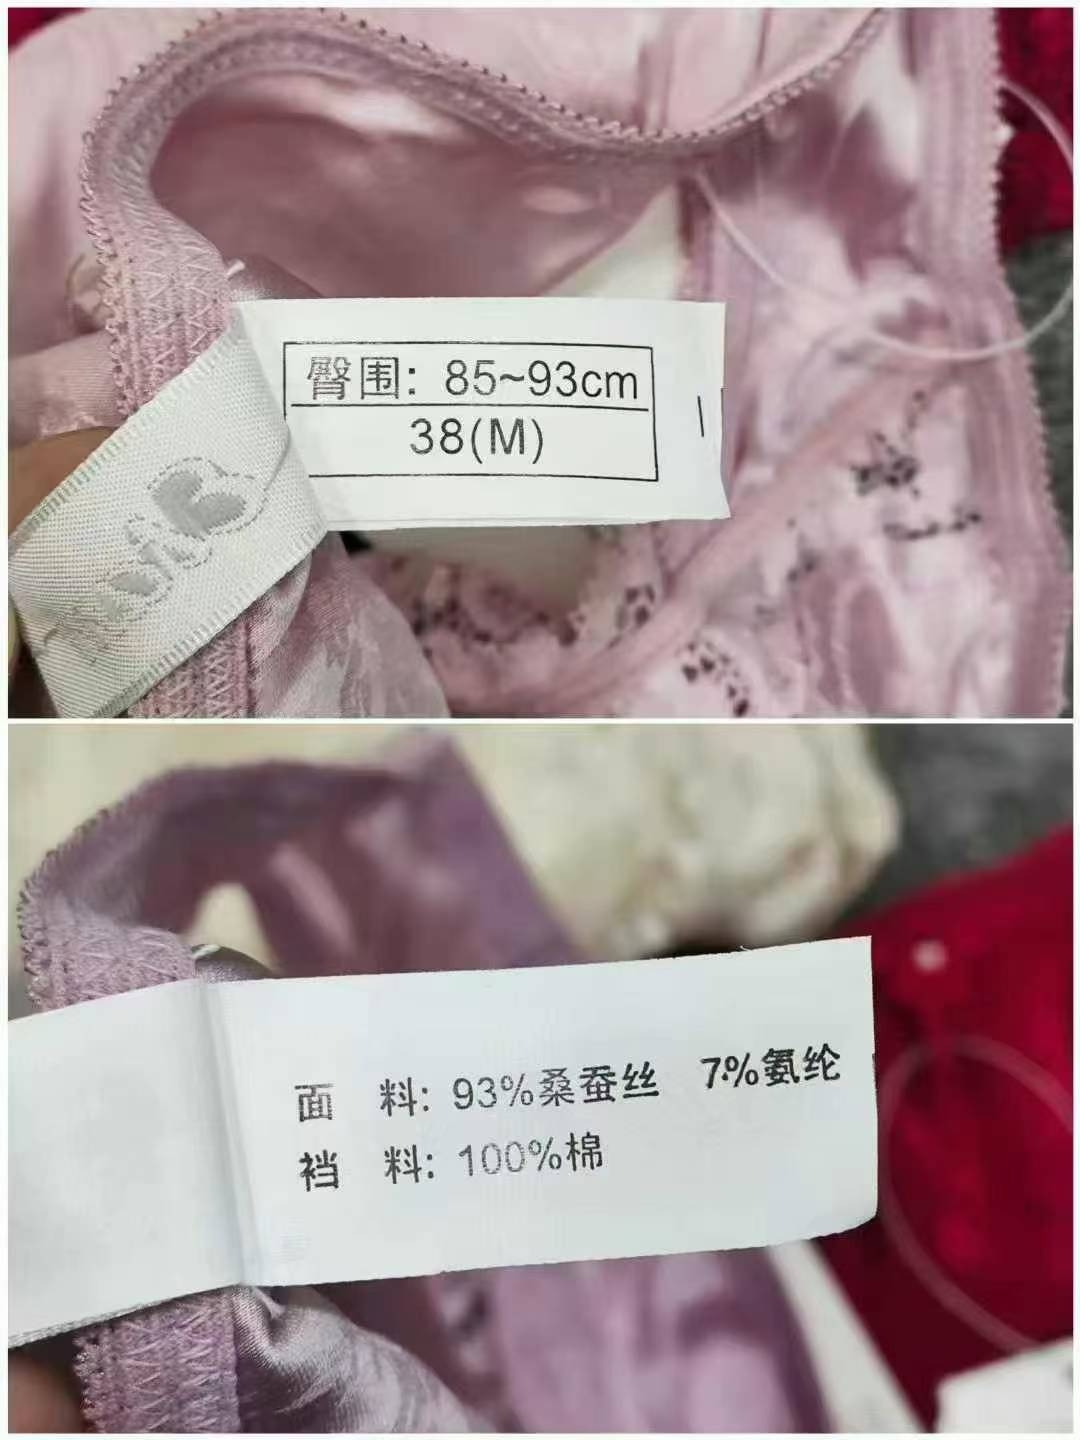 臀围: 85~93cm
38(M)
面 料: 93%桑蚕丝 7%氨纶
裆 料: 100%棉